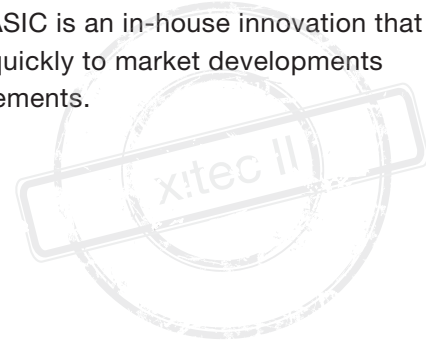 ASIC is an in-house innovation that
quickly to market developments
ements.
x!tec II